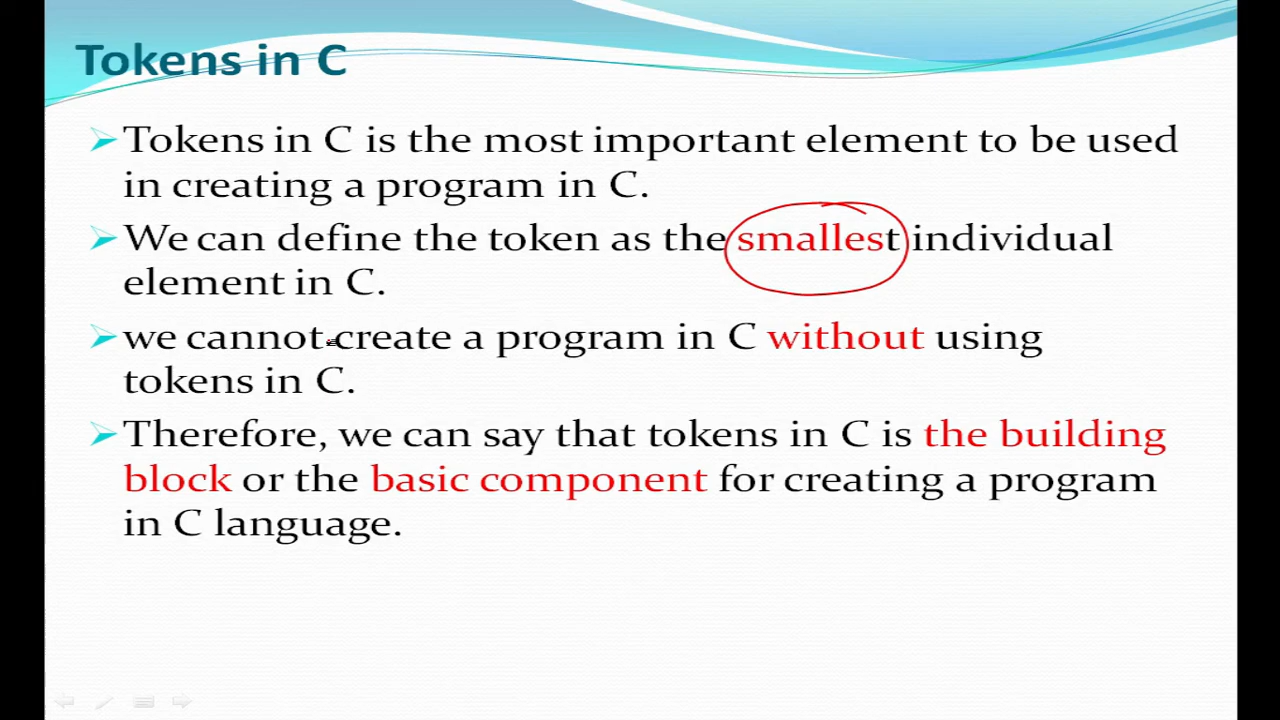 Tokens in C
Tokens in C is the most important element to be used
in creating a program in C.
We can define the token as the smallest individual
element in C.
we cannot create a program in C without using
tokens in C.
Therefore, we can say that tokens in C is the building
block or the basic component for creating a program
in C language.